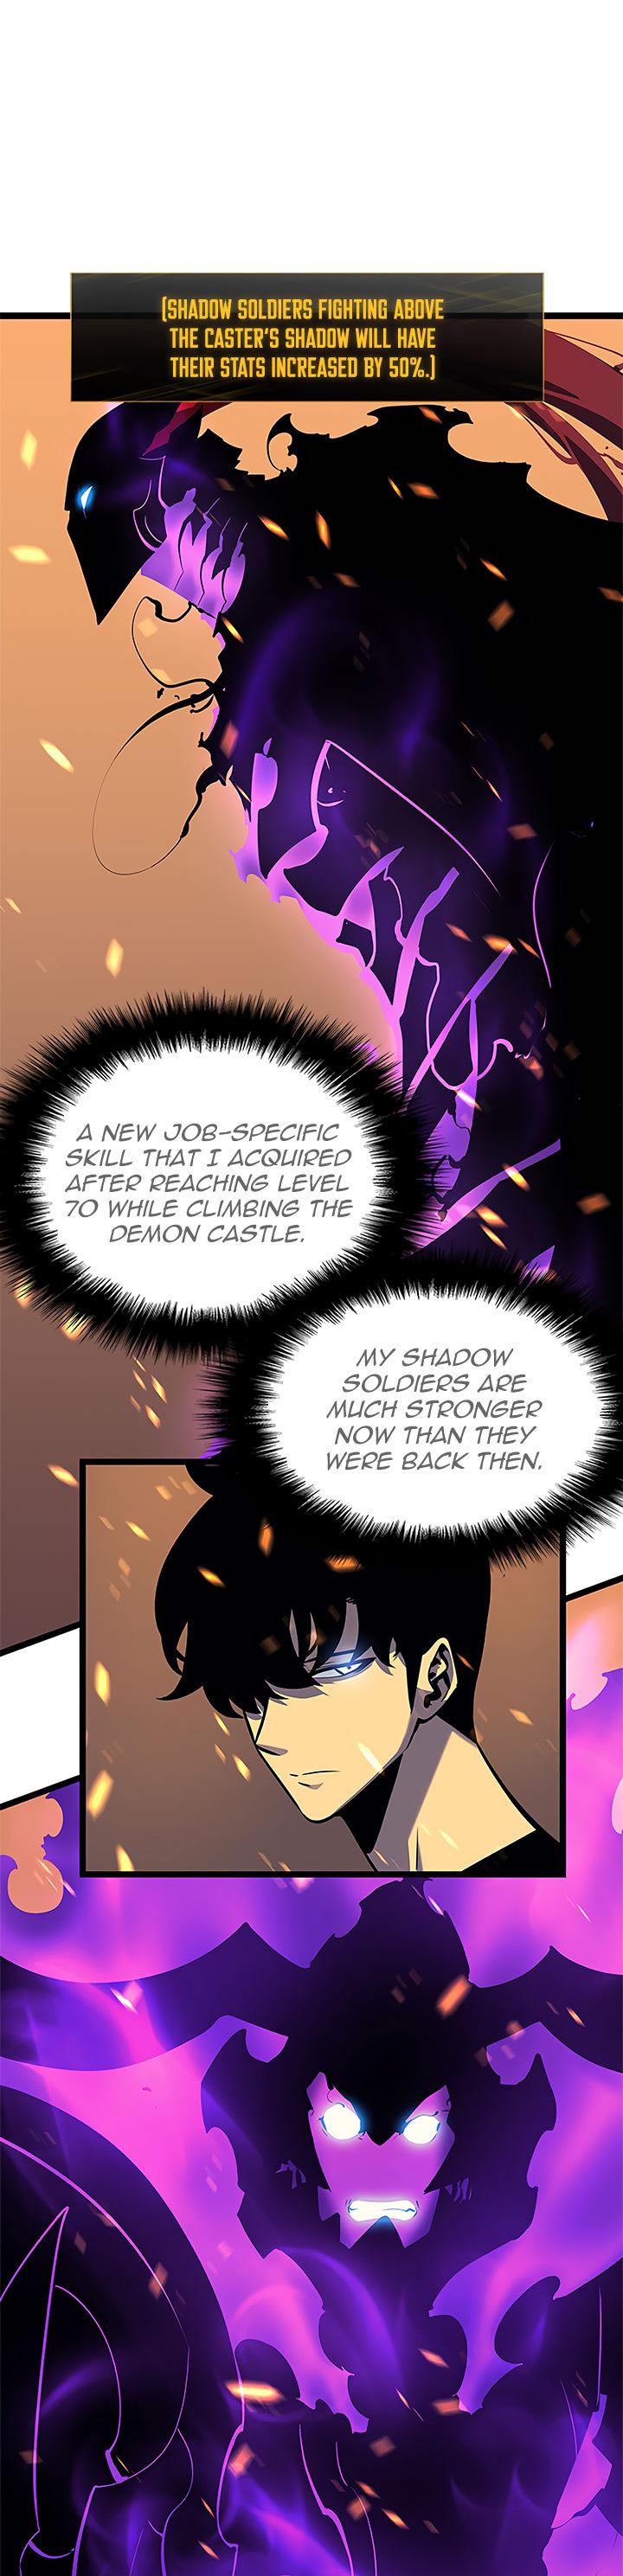 (SHADOW SOLDIERS FIGHTING ABOVE
THE CASTER'S SHADOW WILL HAVE
THEIR STATS INCREASED BY 50%.)
A NEW JOB-SPECIFIC
SKILL THAT I ACQUIRED
AFTER REACHING LEVEL
70 WHILE CLIMBING THE
DEMON CASTLE.
MY SHADOW
SOLDIERS ARE
MUCH STRONGER
NOW THAN THEY
WERE BACK THEN.